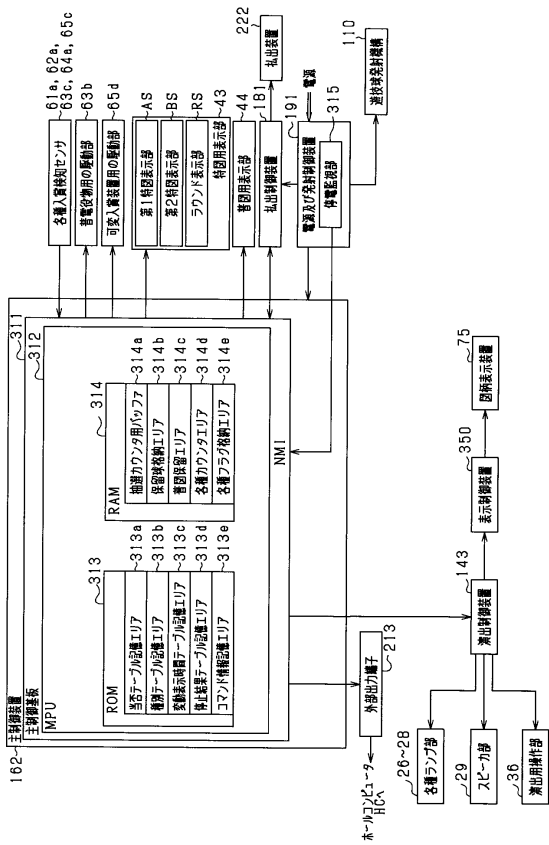 162
主制御装置
311
主制御基板
312
MPU
313
ROM
313a
当否テーブル記憶エリア
313b
種別テーブル記憶エリア
313c
変動表示時間テーブル記憶エリア
313d
停止結果テーブル記憶エリア
313e
コマンド情報記憶エリア
314
RAM
314a
抽選カウンタ用バッファ
314b
保留球格納エリア
314c
普図保留エリア
314d
各種カウンタエリア
314e
各種フラグ格納エリア
NMI
61a, 62a,
63c, 64a, 65c
各種入賞検知センサ
63b
普電役物用の駆動部
65d
可変入賞装置用の駆動部
AS
第1特図表示部
BS
第2特図表示部
RS
ラウンド表示部
43
特図用表示部
44
普図用表示部
181
払出制御装置
222
払出装置
191
電源及び発射制御装置
電源
315
停電監視部
110
遊技球発射機構
213
外部出力端子
ホールコンピュータ
HCへ
143
演出制御装置
350
表示制御装置
75
図柄表示装置
26~28
各種ランプ部
29
スピーカ部
36
演出用操作部